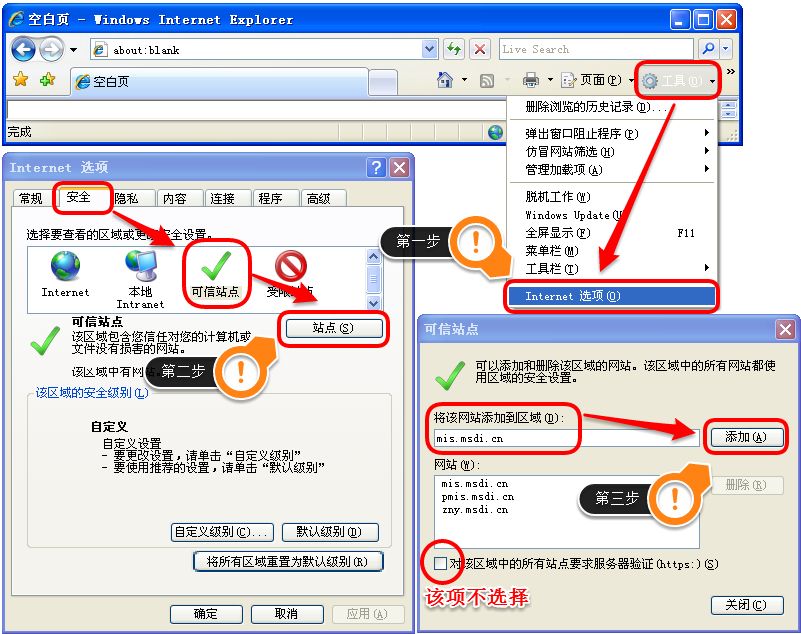 空白页 - Windows Internet Explorer
about:blank
Live Search
空白页
页面(P)
工具(O)
完成
删除浏览的历史记录(D)...
弹出窗口阻止程序(P)
仿冒网站筛选(H)
管理加载项(A)
脱机工作(W)
Windows Update(U
全屏显示(F) F11
菜单栏(M)
工具栏(T)
Internet 选项(O)
第一步
Internet 选项
常规 安全 隐私 内容 连接 程序 高级
选择要查看的区域或更改安全设置。
Internet
本地
Intranet
可信站点
受限站点
可信站点
该区域包含您信任对您的计算机或
文件没有损害的网站。
该区域中有网
站点(S)
第二步
该区域的安全级别(L)
自定义
自定义设置
- 要更改设置,请单击“自定义级别”
- 要使用推荐的设置,请单击“默认级别”
自定义级别(C)... 默认级别(D)
将所有区域重置为默认级别(R)
确定 取消 应用(A)
可信站点
可以添加和删除该区域的网站。该区域中的所有网站都使
用区域的安全设置。
将该网站添加到区域(D):
mis.msdi.cn
添加(A)
网站(W):
mis.msdi.cn
pmis.msdi.cn
zny.msdi.cn
删除(R)
第三步
对该区域中的所有站点要求服务器验证(https:)(S)
该项不选择
关闭(C)